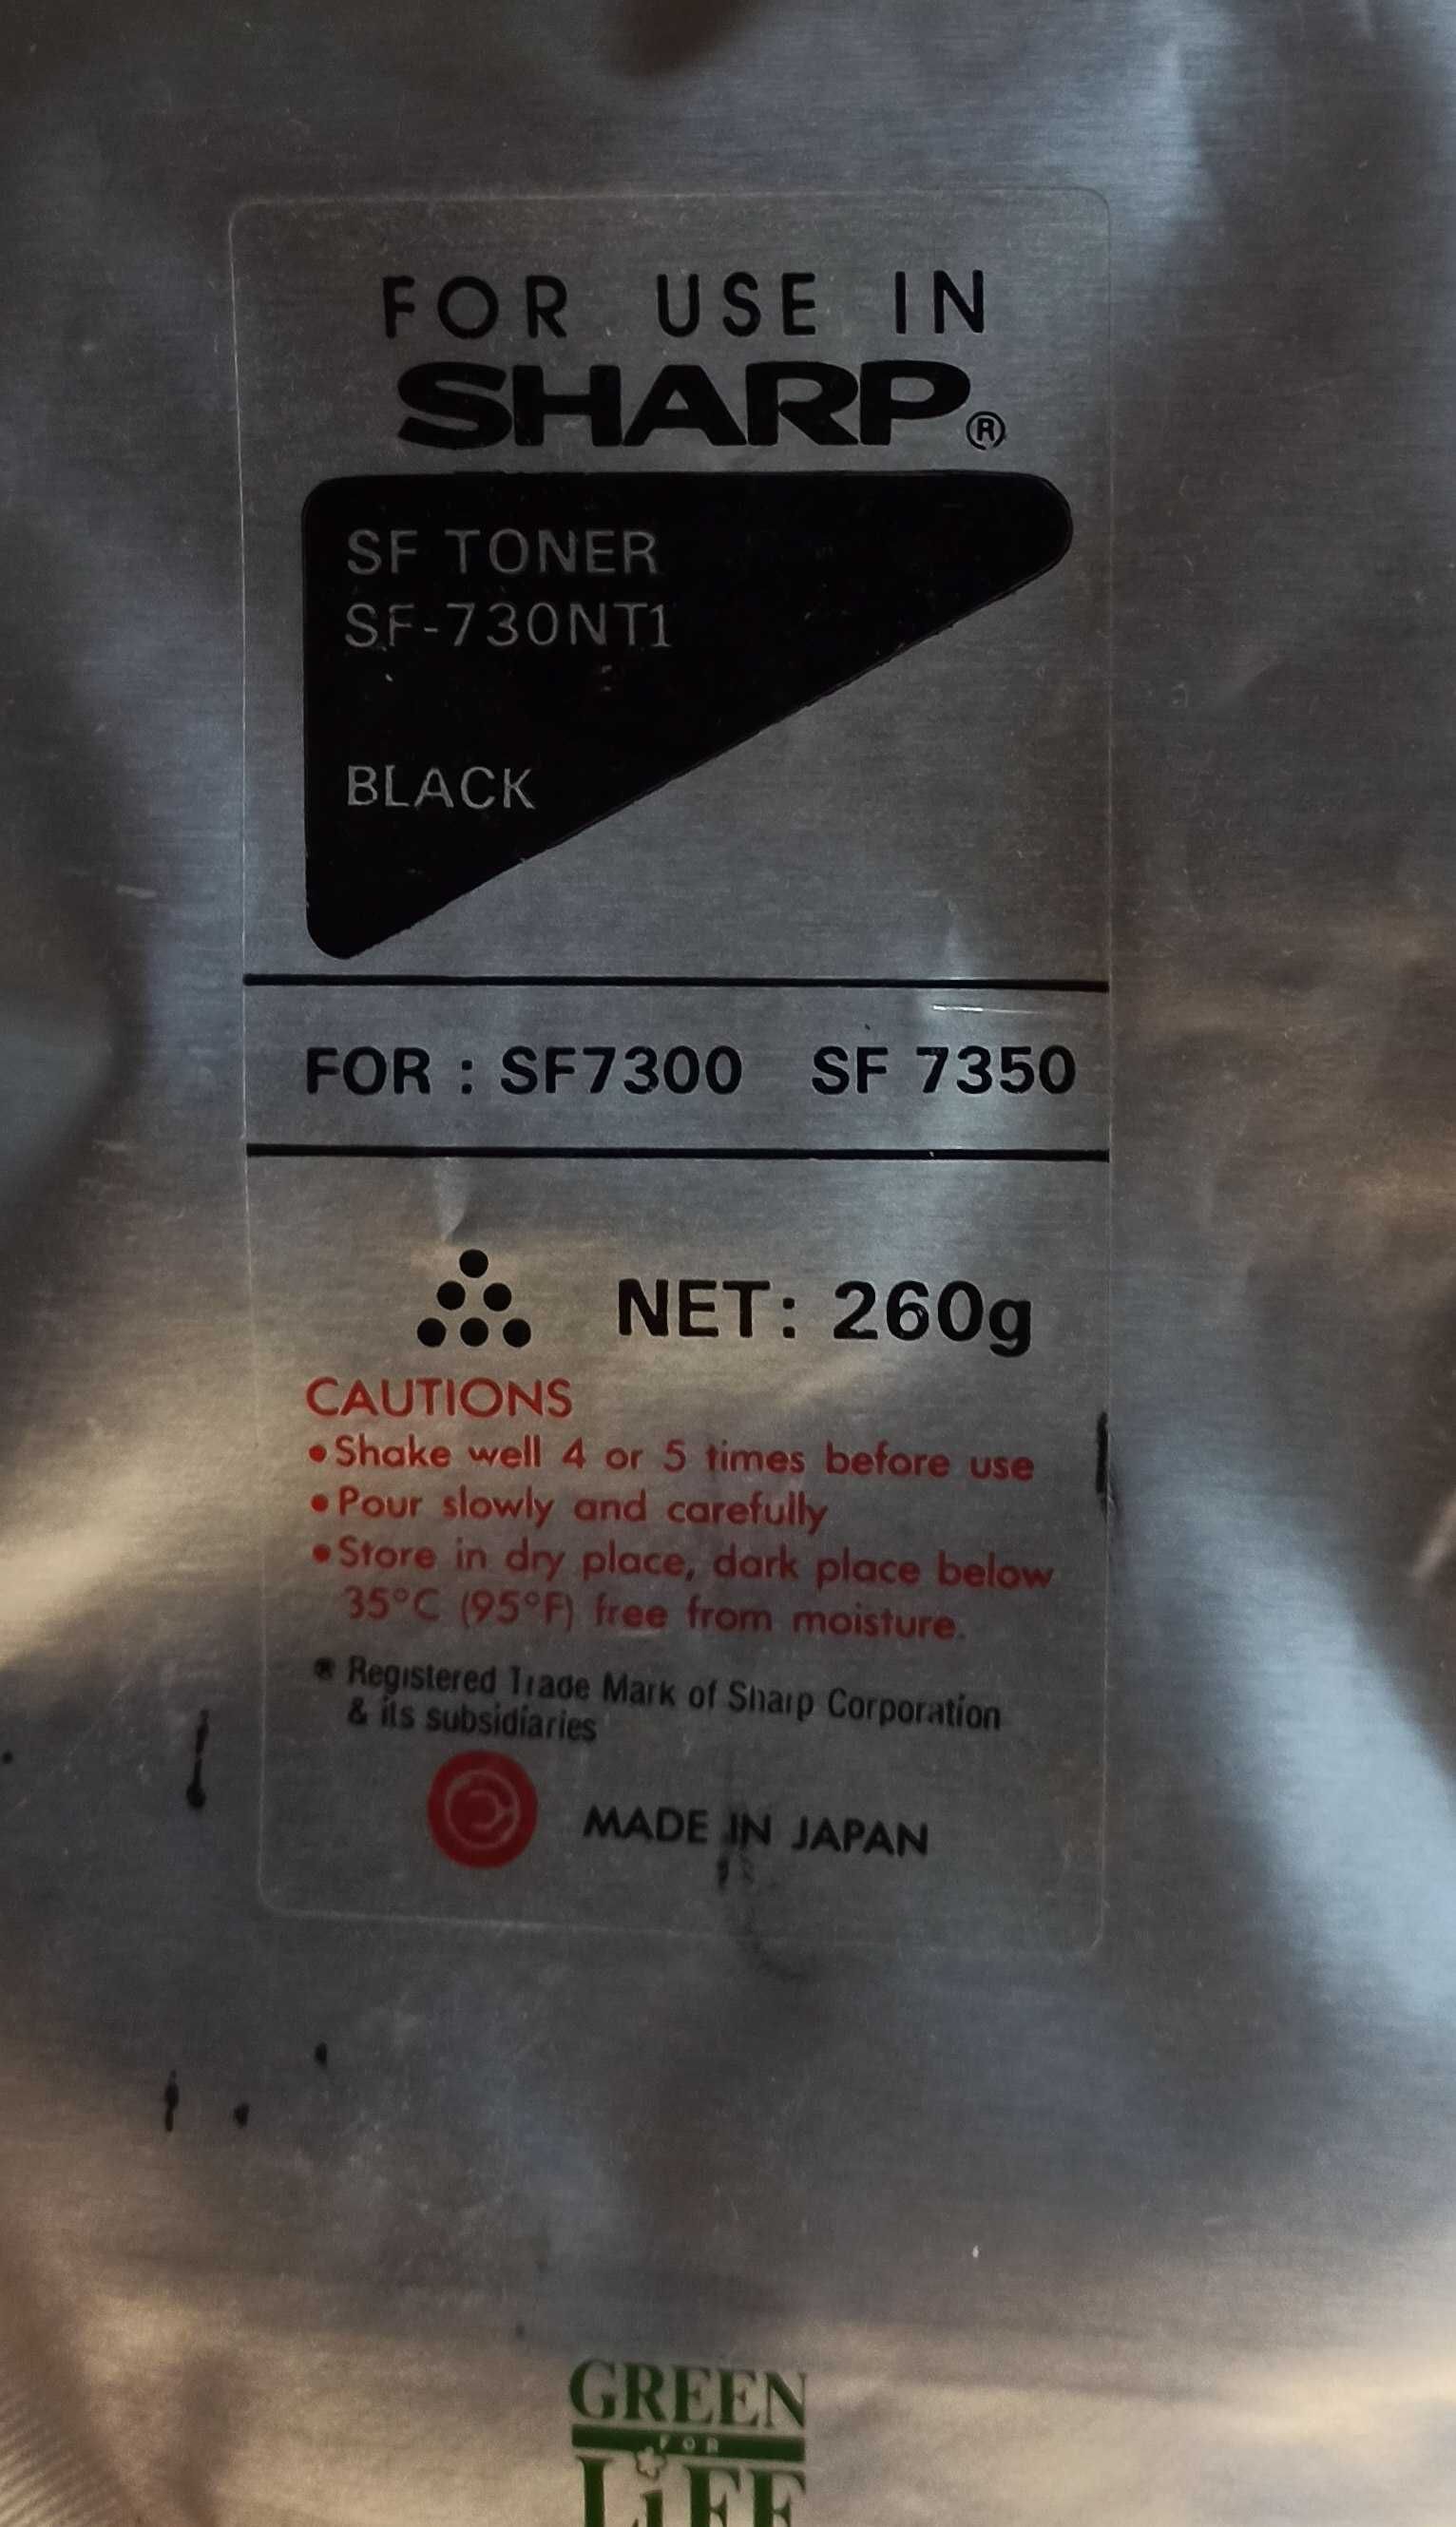 FOR USE IN
SHARP®
SF TONER
SF-730NT1
BLACK
FOR : SF7300 SF 7350
NET: 260g
CAUTIONS
• Shake well 4 or 5 times before use
• Pour slowly and carefully
• Store in dry place, dark place below
35°C (95°F) free from moisture.
® Registered Trade Mark of Sharp Corporation
& its subsidiaries
MADE IN JAPAN
GREEN
FOR
LiFE